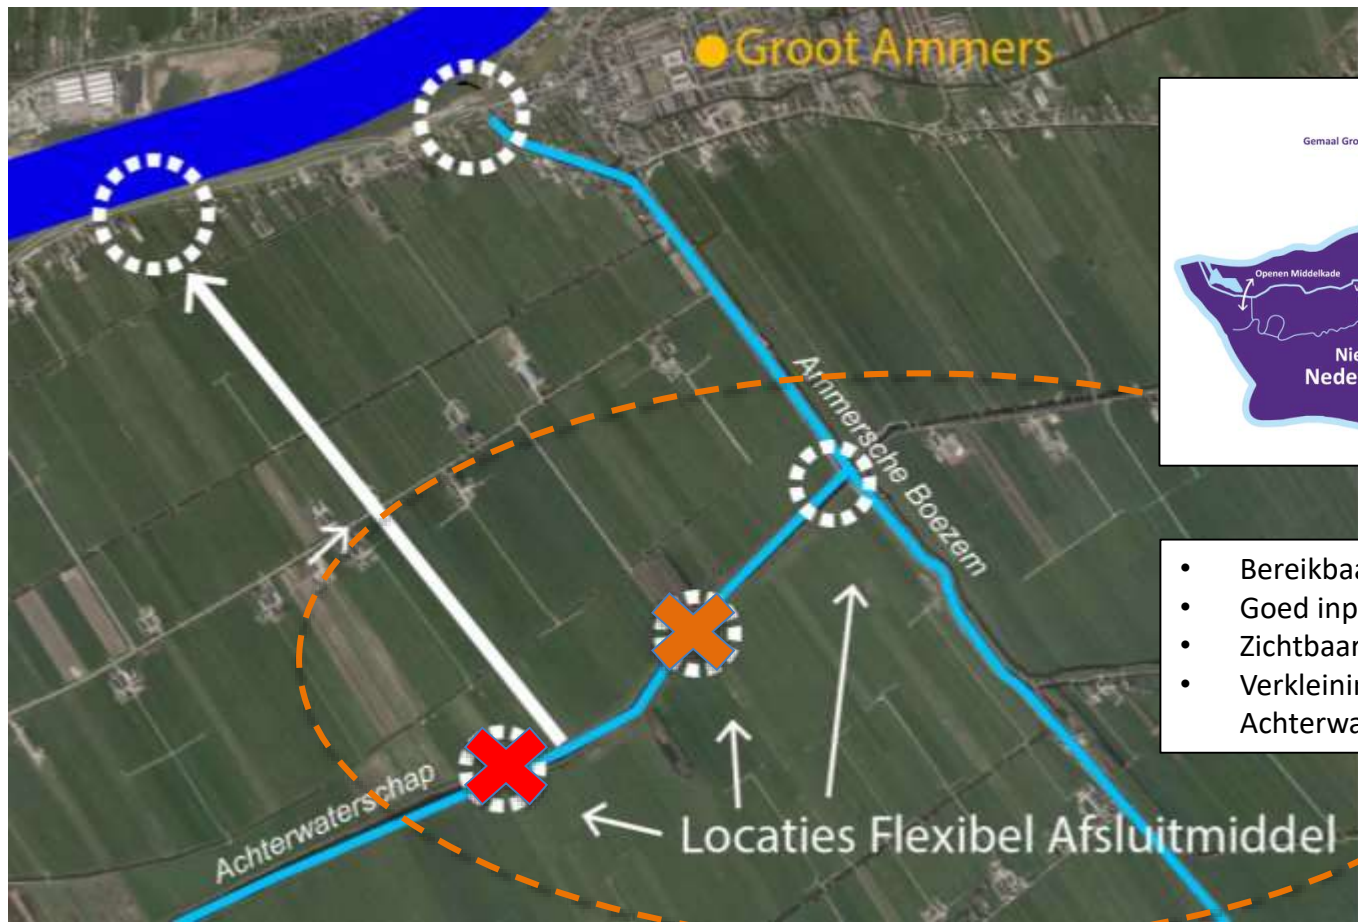 Groot Ammers
Gemaal Gro
Openen Middelkade
Nie
Nede
Ammersche Boezem
• Bereikbaa
• Goed inp
• Zichtbaar
• Verkleinin
Achterwa
Achterwaterschap
Locaties Flexibel Afsluitmiddel